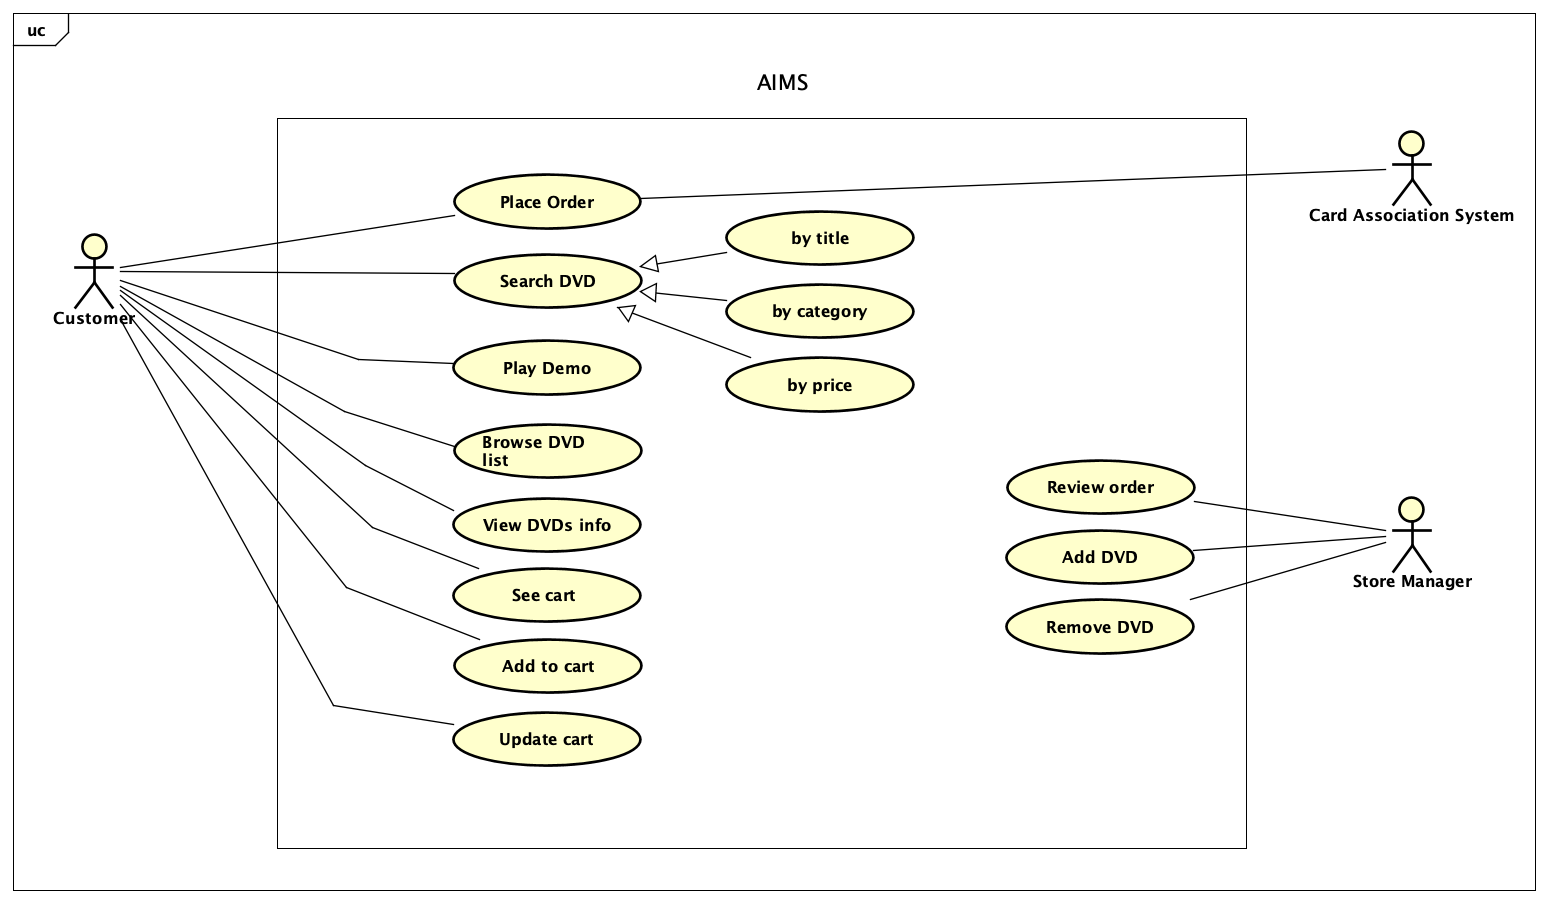 uc
AIMS
Place Order
Card Association System
by title
Search DVD
by category
Customer
Play Demo
by price
Browse DVD
list
Review order
View DVDs info
Add DVD
Store Manager
See cart
Remove DVD
Add to cart
Update cart